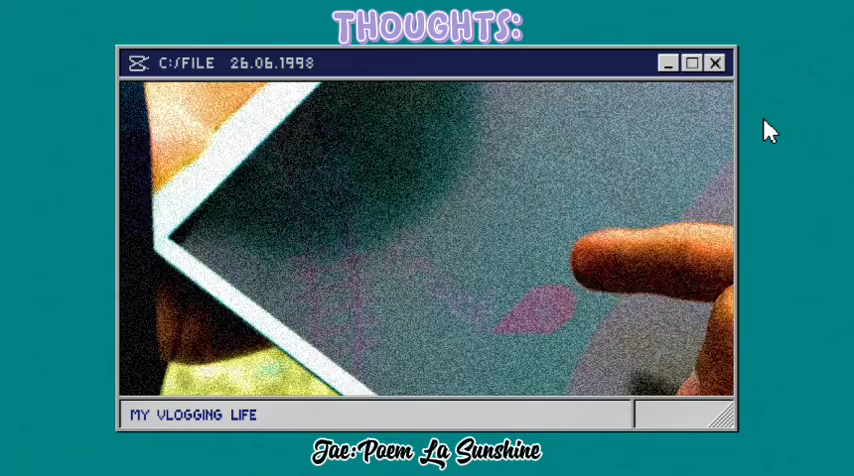 THOUGHTS:
C:/FILE 26.06.1998
MY VLOGGING LIFE
Jae:Poem La Sunshine